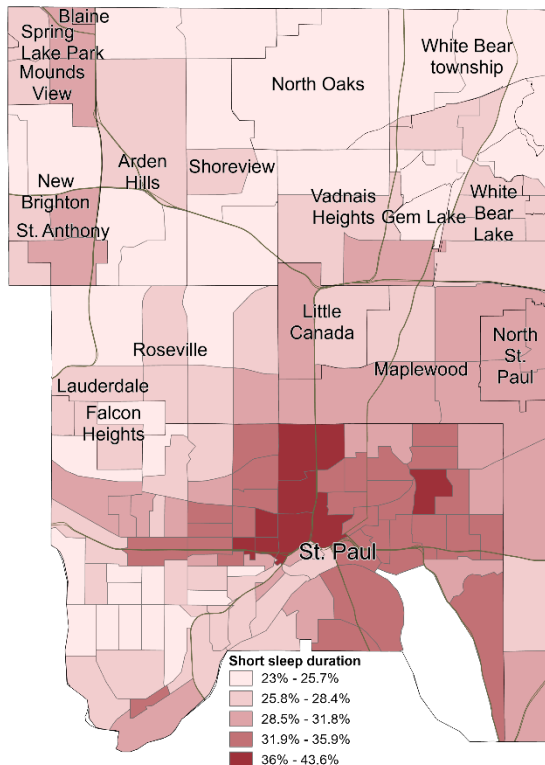 Blaine
Spring
Lake Park
Mounds
View
White Bear
township
North Oaks
Arden
Hills
Shoreview
New
Brighton
St. Anthony
Vadnais
Heights
Gem Lake
White
Bear
Lake
Little
Canada
Roseville
Maplewood
North
St.
Paul
Lauderdale
Falcon
Heights
St. Paul
Short sleep duration
23% - 25.7%
25.8% - 28.4%
28.5% - 31.8%
31.9% - 35.9%
36% - 43.6%